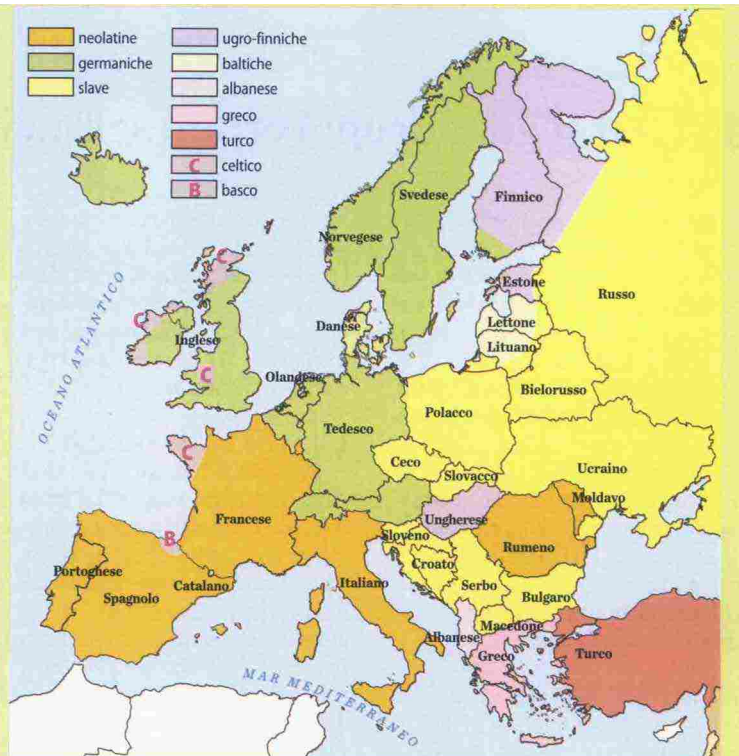 neolatine
germaniche
slave
ugro-finniche
baltiche
albanese
greco
turco
C celtico
B basco
OCEANO ATLANTICO
MAR MEDITERRANEO
Norvegese
Svedese
Finnico
Estone
Lettone
Lituano
Russo
Danese
C
C
Inglese
C
Olandese
Tedesco
Polacco
Bielorusso
Ceco
Slovacco
Ucraino
C
Francese
Ungherese
Moldavo
Rumeno
Sloveno
Croato
Serbo
Bulgaro
B
Portoghese
Spagnolo
Catalano
Italiano
Albanese
Macedone
Greco
Turco